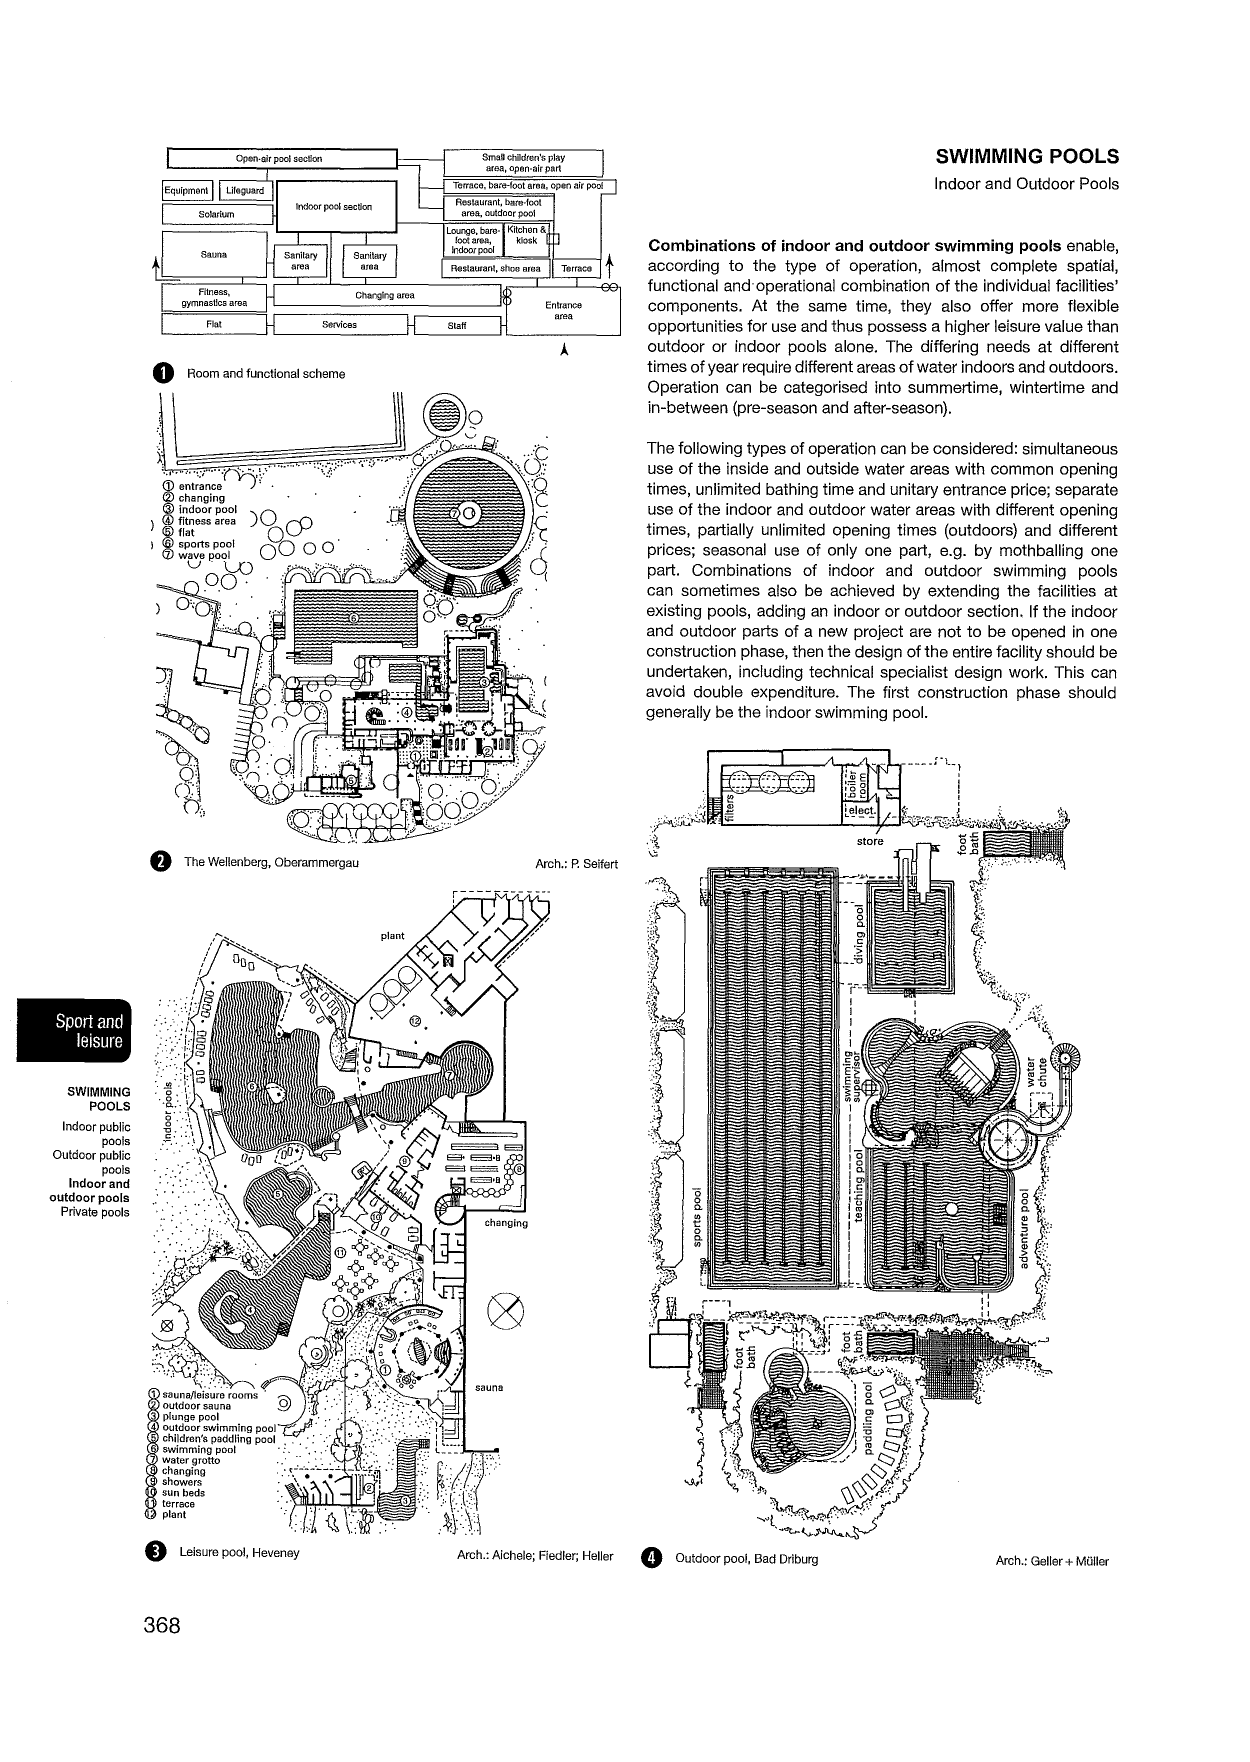 Open-air pool section
Small children's play
area, open-air part
Equipment
Lifeguard
Indoor pool section
Terrace, bare-foot area, open air pool
Solarium
Restaurant, bare-foot
area, outdoor pool
Lounge, bare-
foot area,
indoor pool
Kitchen &
kiosk
Sauna
Sanitary
area
Sanitary
area
Restaurant, shoe area
Terrace
Fitness,
gymnastics area
Changing area
Entrance
area
Flat
Services
Staff
1 Room and functional scheme
1 entrance
2 changing
3 indoor pool
4 fitness area
5 flat
6 sports pool
7 wave pool
2 The Wellenberg, Oberammergau Arch.: P. Seifert
plant
indoor pools
changing
sauna
1 sauna/leisure rooms
2 outdoor sauna
3 plunge pool
4 outdoor swimming pool
5 children's paddling pool
6 swimming pool
7 water grotto
8 changing
9 showers
10 sun beds
11 terrace
12 plant
3 Leisure pool, Heveney Arch.: Aichele; Fiedler; Heller
SWIMMING POOLS
Indoor and Outdoor Pools
Combinations of indoor and outdoor swimming pools enable,
according to the type of operation, almost complete spatial,
functional and operational combination of the individual facilities'
components. At the same time, they also offer more flexible
opportunities for use and thus possess a higher leisure value than
outdoor or indoor pools alone. The differing needs at different
times of year require different areas of water indoors and outdoors.
Operation can be categorised into summertime, wintertime and
in-between (pre-season and after-season).
The following types of operation can be considered: simultaneous
use of the inside and outside water areas with common opening
times, unlimited bathing time and unitary entrance price; separate
use of the indoor and outdoor water areas with different opening
times, partially unlimited opening times (outdoors) and different
prices; seasonal use of only one part, e.g. by mothballing one
part. Combinations of indoor and outdoor swimming pools
can sometimes also be achieved by extending the facilities at
existing pools, adding an indoor or outdoor section. If the indoor
and outdoor parts of a new project are not to be opened in one
construction phase, then the design of the entire facility should be
undertaken, including technical specialist design work. This can
avoid double expenditure. The first construction phase should
generally be the indoor swimming pool.
filters
boiler
room
elect.
store
foot
bath
diving pool
swimming
supervisor
water
chute
teaching pool
sports pool
adventure pool
foot
bath
foot
bath
paddling pool
4 Outdoor pool, Bad Driburg Arch.: Geller + Müller
Sport and
leisure
SWIMMING
POOLS
Indoor public
pools
Outdoor public
pools
Indoor and
outdoor pools
Private pools
368